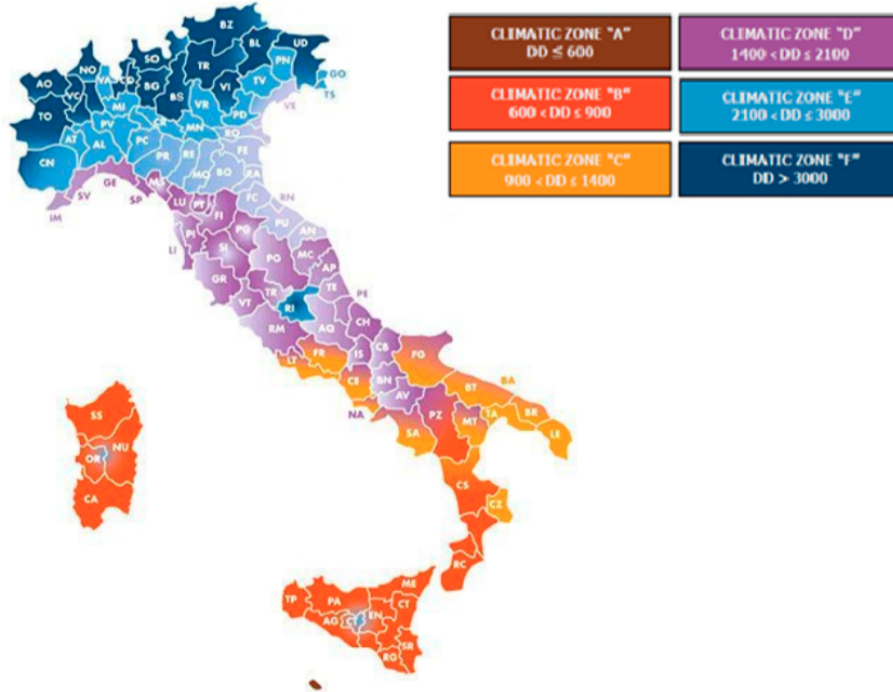 CLIMATIC ZONE "A"
DD ≤ 600
CLIMATIC ZONE "D"
1400 < DD ≤ 2100
CLIMATIC ZONE "B"
600 < DD ≤ 900
CLIMATIC ZONE "E"
2100 < DD ≤ 3000
CLIMATIC ZONE "C"
900 < DD ≤ 1400
CLIMATIC ZONE "F"
DD > 3000
BZ
SO
BL
UD
NO
VA
TR
PN
GO
AO
VC
BG
BS
VI
TV
TS
TO
MI
VR
PD
VE
PV
CR
MN
RO
AT
AL
PC
PR
RE
MO
BO
FE
CN
RA
GE
SV
MS
FC
RN
IM
SP
LU
PT
FI
PU
AN
PI
PG
LI
SI
PG
MC
AP
GR
TR
TE
PE
VT
RI
CH
RM
AQ
LT
FR
IS
CB
FG
CE
BN
BT
BA
NA
AV
SA
PZ
MT
TA
BR
LE
SS
OR
NU
CS
CA
CZ
RC
ME
TP
PA
CT
AG
CT
EN
SR
RG